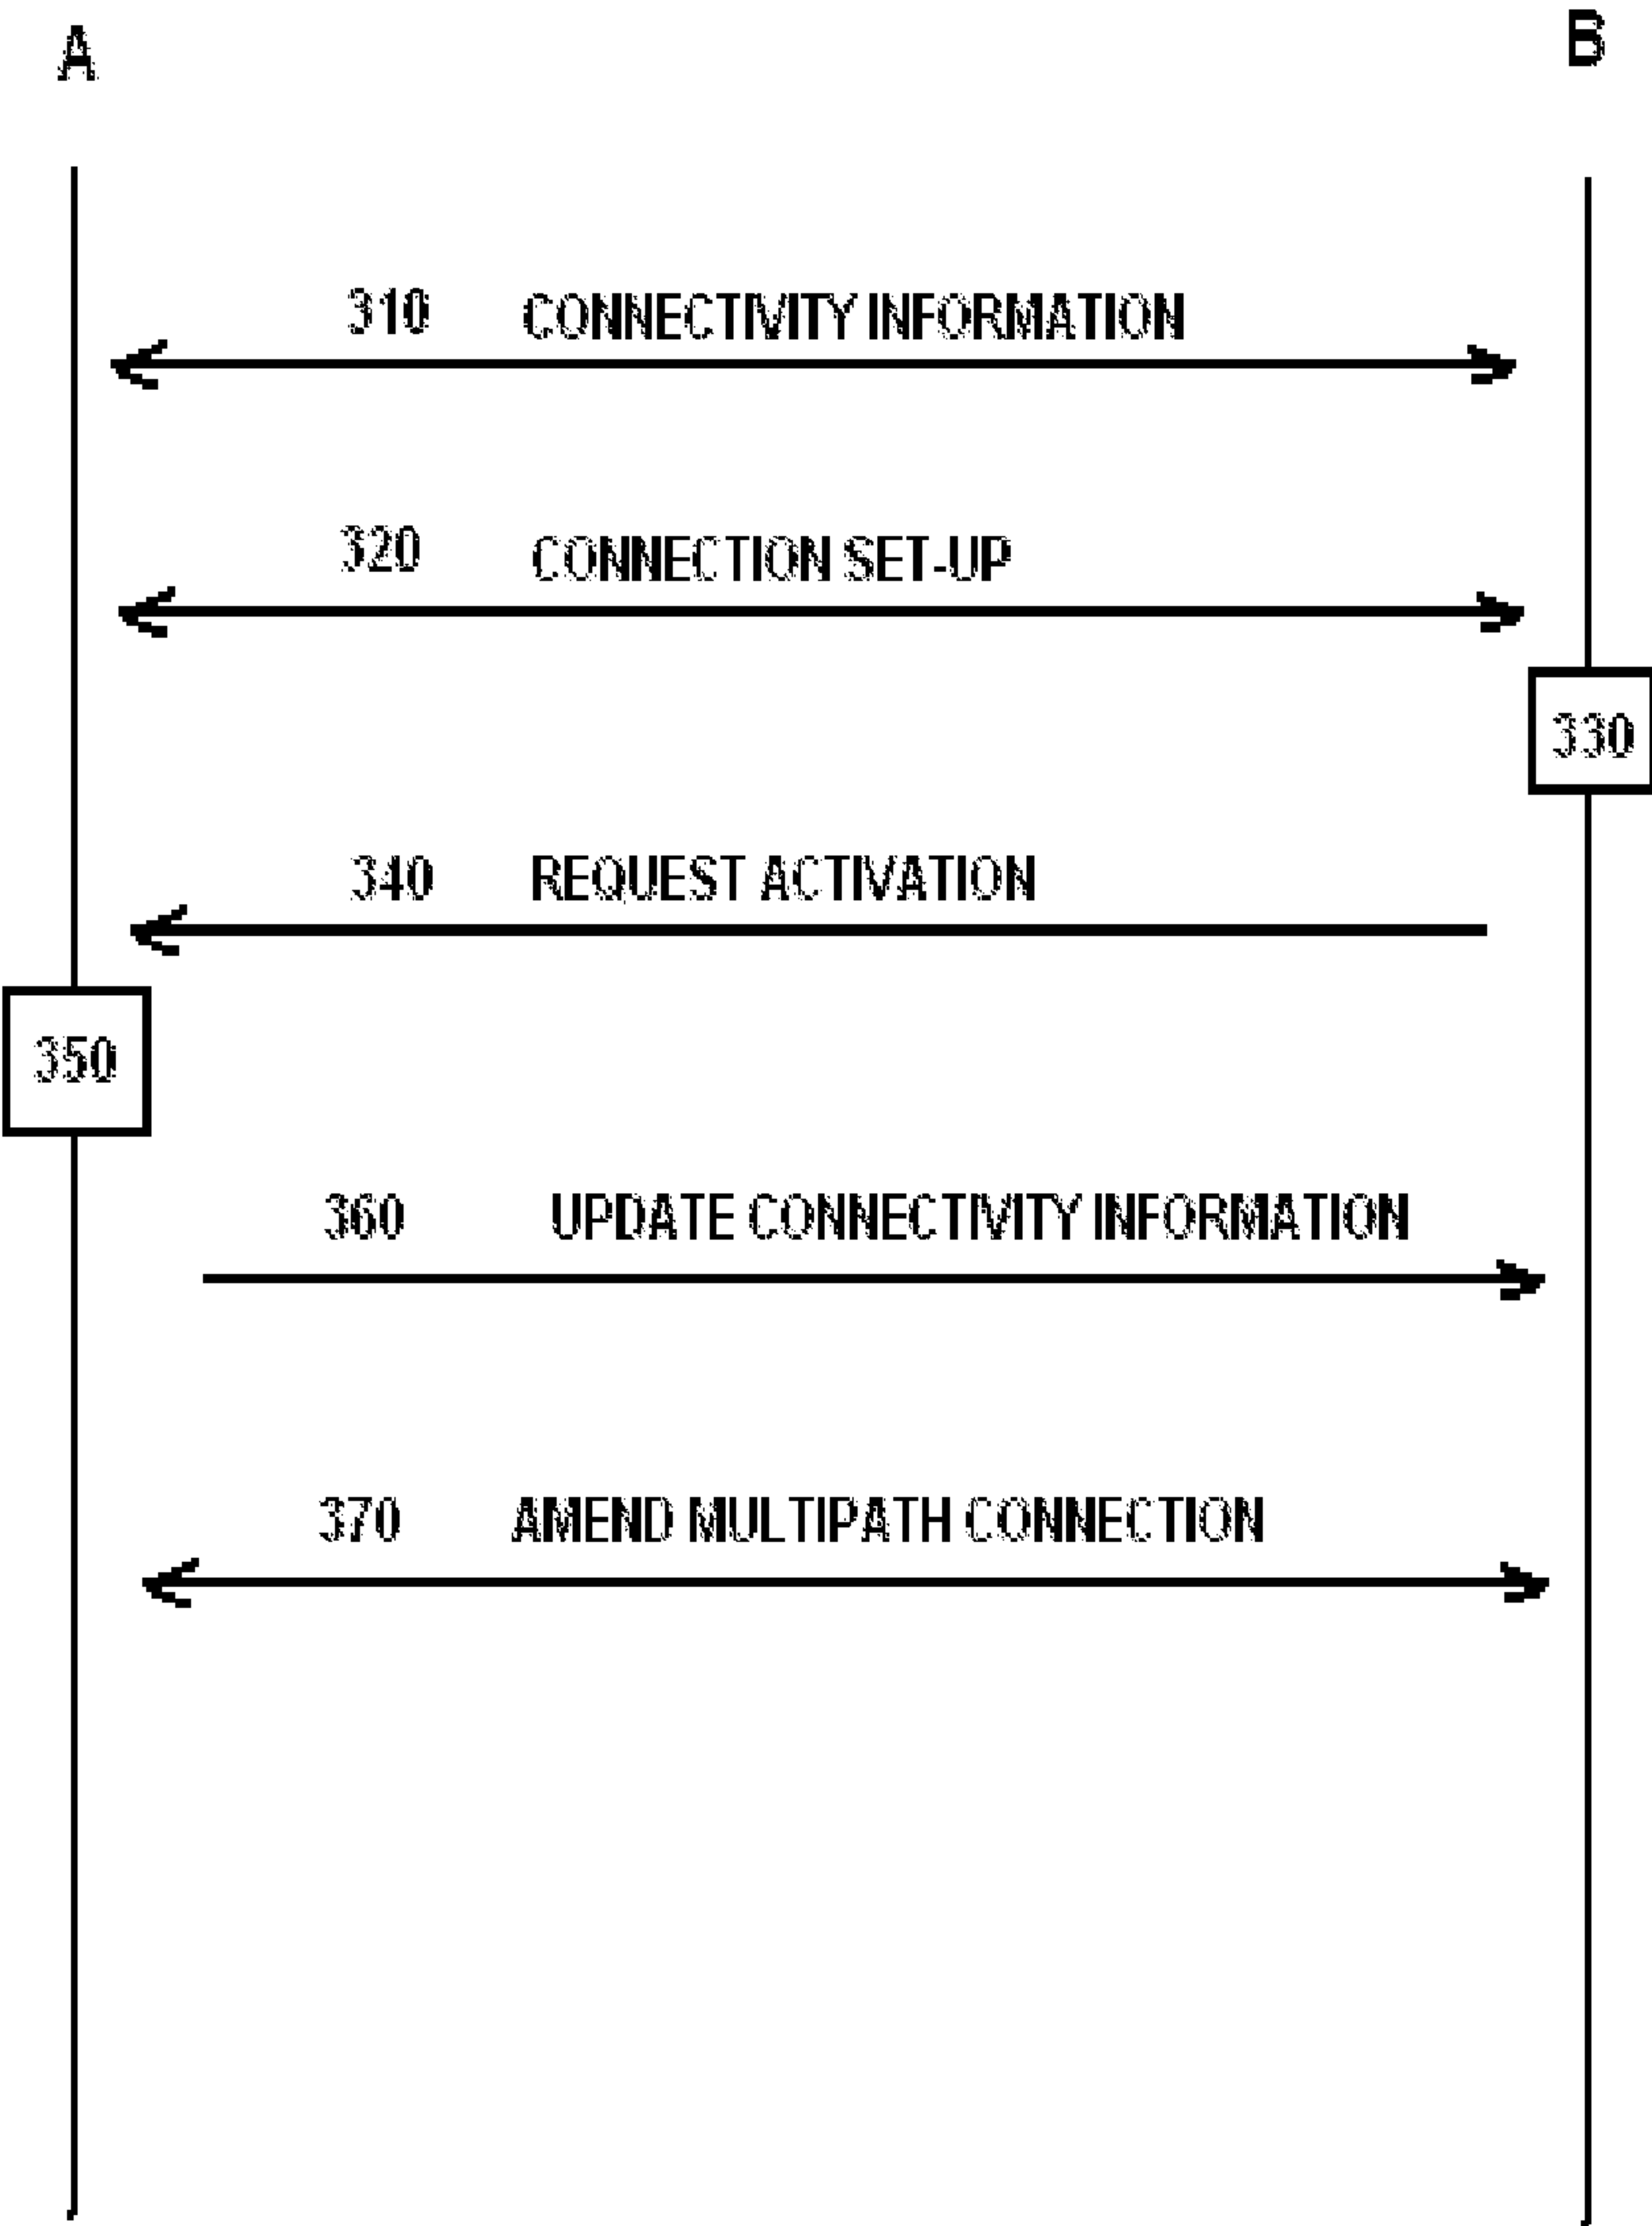 A B
310 CONNECTIVITY INFORMATION
320 CONNECTION SET-UP
330
340 REQUEST ACTIVATION
350
360 UPDATE CONNECTIVITY INFORMATION
370 AMEND MULTIPATH CONNECTION